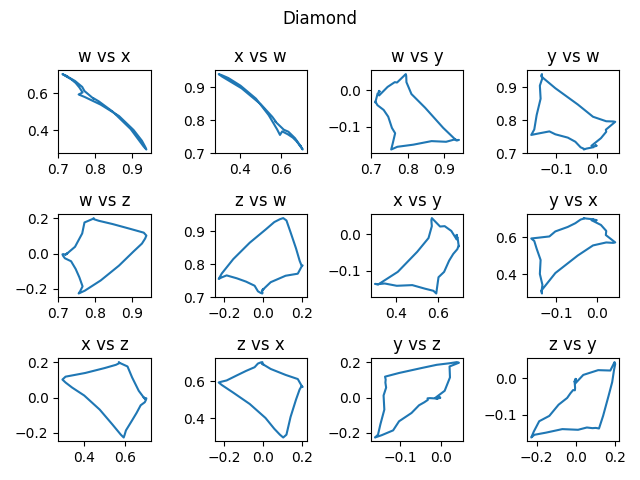 Diamond
w vs x
x vs w
w vs y
y vs w
0.6
0.4
0.7 0.8 0.9
0.9
0.8
0.7
0.4 0.6
0.0
−0.1
0.7 0.8 0.9
0.9
0.8
0.7
−0.1 0.0
w vs z
z vs w
x vs y
y vs x
0.2
0.0
−0.2
0.7 0.8 0.9
0.9
0.8
0.7
−0.2 0.0 0.2
0.0
−0.1
0.4 0.6
0.6
0.4
−0.1 0.0
x vs z
z vs x
y vs z
z vs y
0.2
0.0
−0.2
0.4 0.6
0.6
0.4
−0.2 0.0 0.2
0.2
0.0
−0.2
−0.1 0.0
0.0
−0.1
−0.2 0.0 0.2